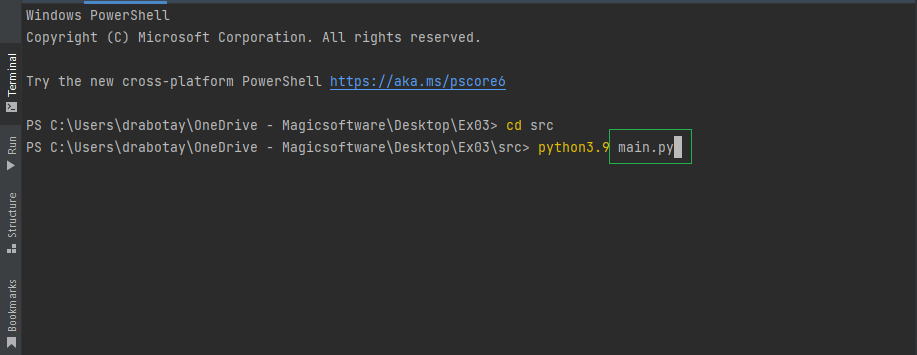 Windows PowerShell
Copyright (C) Microsoft Corporation. All rights reserved.
Try the new cross-platform PowerShell https://aka.ms/pscore6
PS C:\Users\drabotay\OneDrive - Magicsoftware\Desktop\Ex03> cd src
PS C:\Users\drabotay\OneDrive - Magicsoftware\Desktop\Ex03\src> python3.9 main.py
Terminal
Run
Structure
Bookmarks